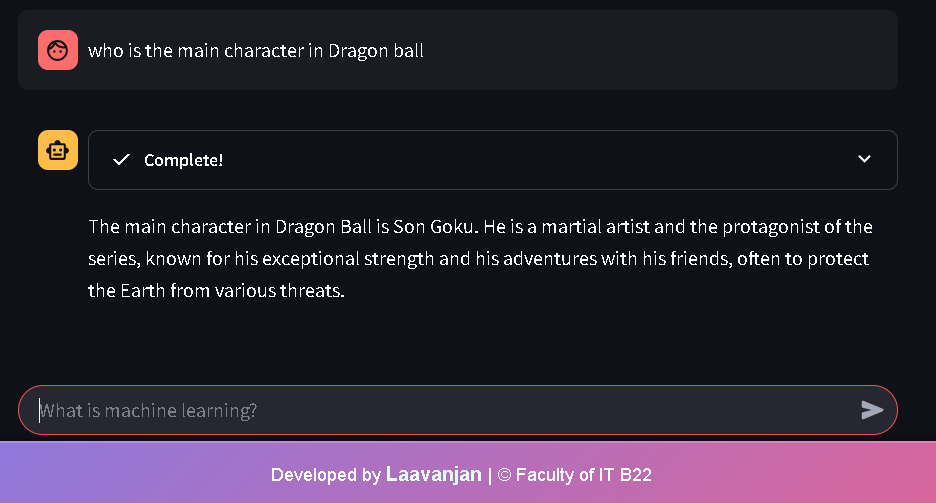 who is the main character in Dragon ball
Complete!
The main character in Dragon Ball is Son Goku. He is a martial artist and the protagonist of the
series, known for his exceptional strength and his adventures with his friends, often to protect
the Earth from various threats.
What is machine learning?
Developed by Laavanjan | © Faculty of IT B22